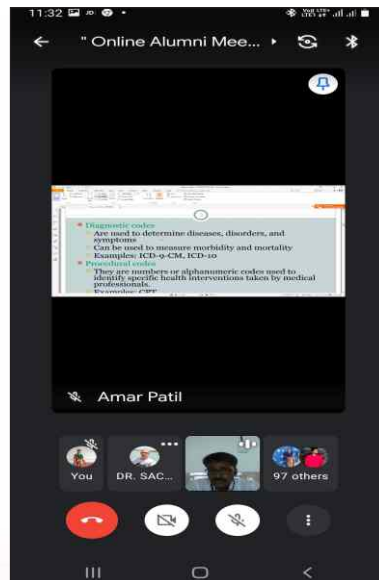 11:32
" Online Alumni Mee...
Diagnostic codes
Are used to determine diseases, disorders, and
symptoms
Can be used to measure morbidity and mortality
Examples: ICD-9-CM, ICD-10
Procedural codes
They are numbers or alphanumeric codes used to
identify specific health interventions taken by medical
professionals.
Examples: CPT
Amar Patil
You
DR. SAC...
97 others